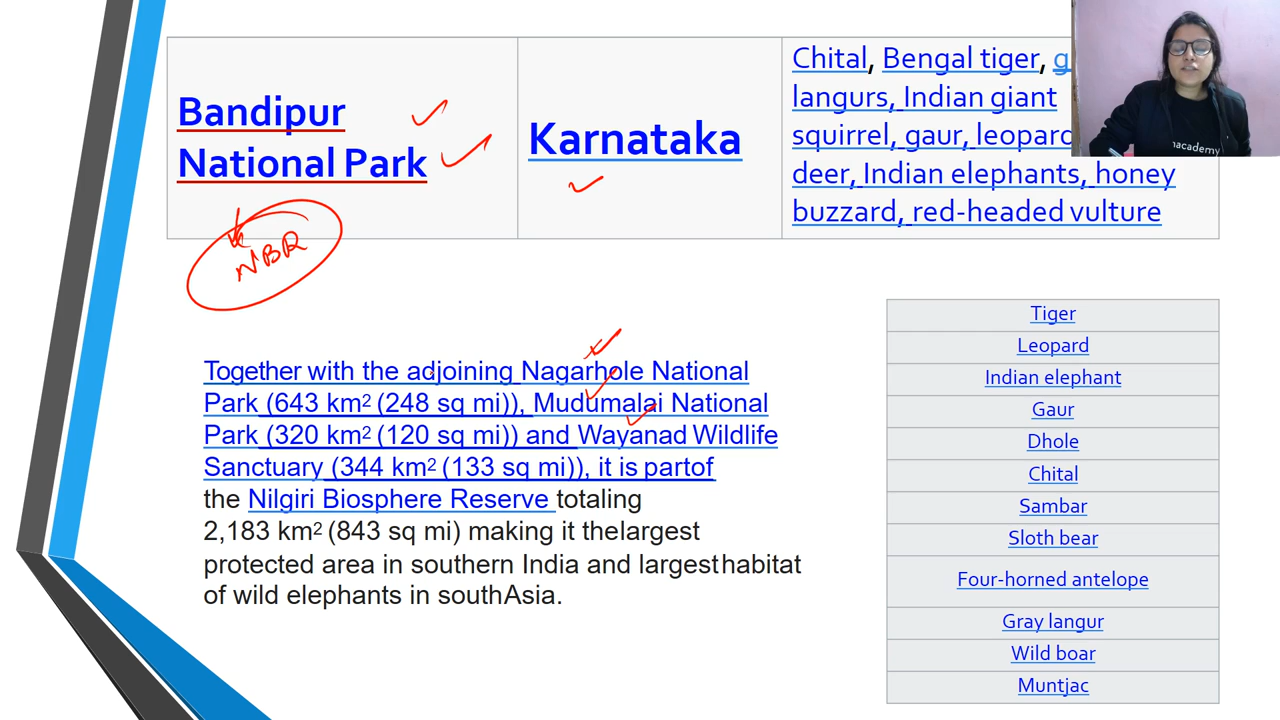 Bandipur
National Park
Karnataka
Chital, Bengal tiger, g
langurs, Indian giant
squirrel, gaur, leopard
deer, Indian elephants, honey
buzzard, red-headed vulture
nacademy
NBR
Together with the adjoining Nagarhole National
Park (643 km2 (248 sq mi)), Mudumalai National
Park (320 km2 (120 sq mi)) and Wayanad Wildlife
Sanctuary (344 km2 (133 sq mi)), it is partof
the Nilgiri Biosphere Reserve totaling
2,183 km2 (843 sq mi) making it thelargest
protected area in southern India and largesthabitat
of wild elephants in southAsia.
Tiger
Leopard
Indian elephant
Gaur
Dhole
Chital
Sambar
Sloth bear
Four-horned antelope
Gray langur
Wild boar
Muntjac